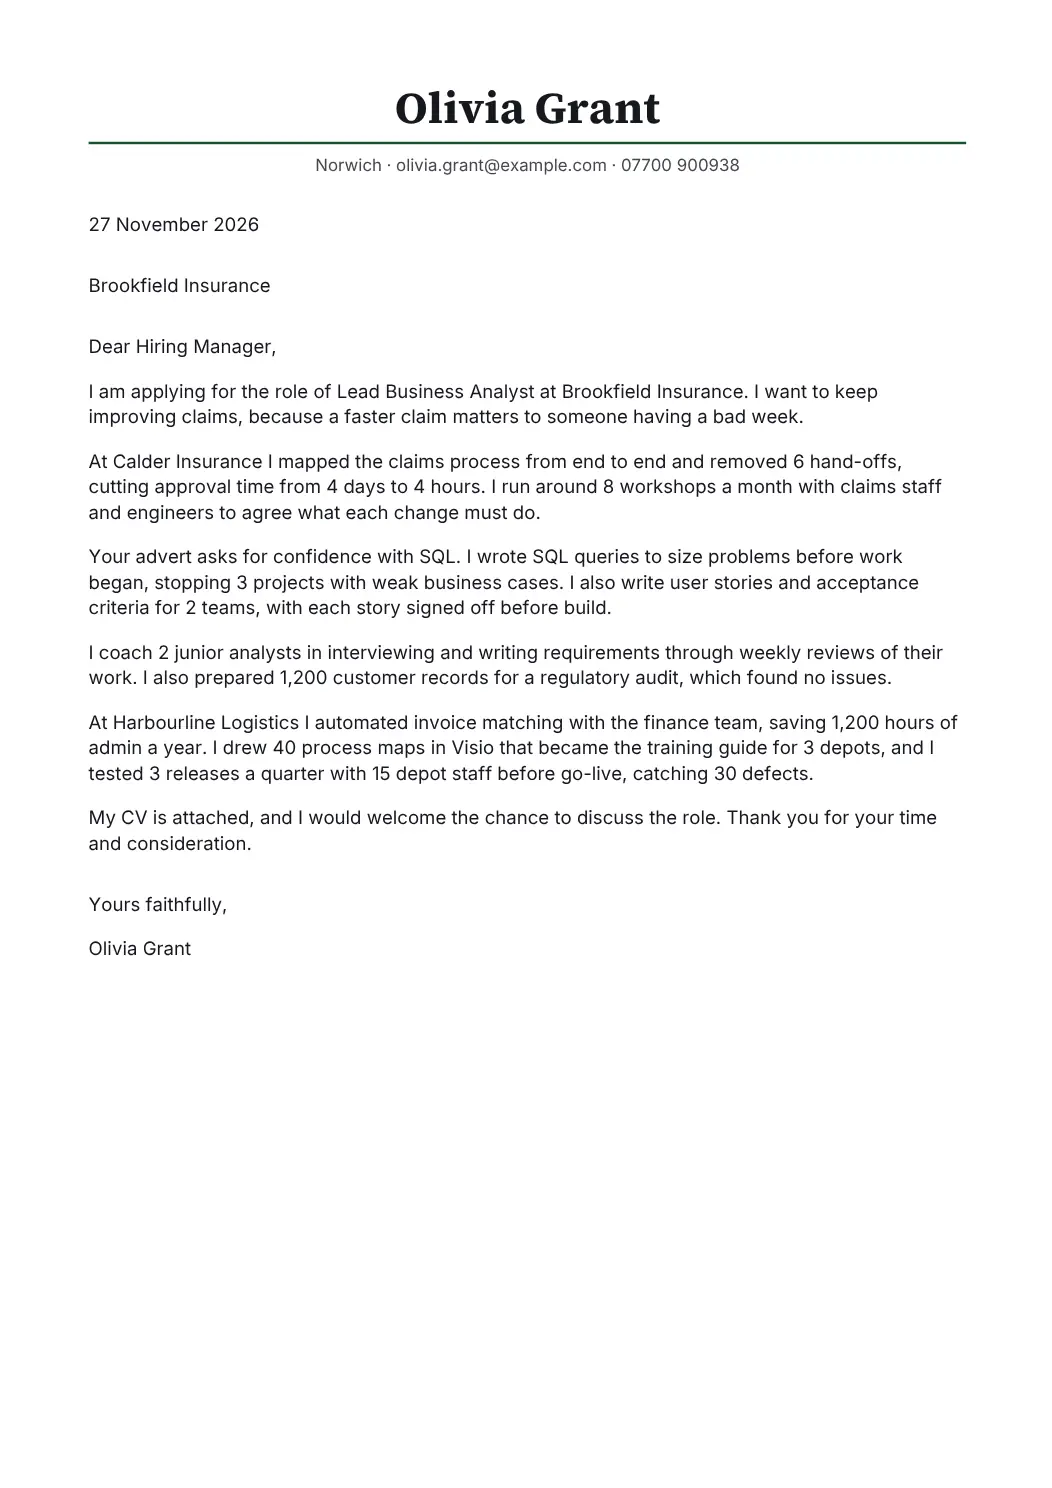 Olivia Grant
Norwich · olivia.grant@example.com · 07700 900938
27 November 2026
Brookfield Insurance
Dear Hiring Manager,
I am applying for the role of Lead Business Analyst at Brookfield Insurance. I want to keep
improving claims, because a faster claim matters to someone having a bad week.
At Calder Insurance I mapped the claims process from end to end and removed 6 hand-offs,
cutting approval time from 4 days to 4 hours. I run around 8 workshops a month with claims staff
and engineers to agree what each change must do.
Your advert asks for confidence with SQL. I wrote SQL queries to size problems before work
began, stopping 3 projects with weak business cases. I also write user stories and acceptance
criteria for 2 teams, with each story signed off before build.
I coach 2 junior analysts in interviewing and writing requirements through weekly reviews of their
work. I also prepared 1,200 customer records for a regulatory audit, which found no issues.
At Harbourline Logistics I automated invoice matching with the finance team, saving 1,200 hours of
admin a year. I drew 40 process maps in Visio that became the training guide for 3 depots, and I
tested 3 releases a quarter with 15 depot staff before go-live, catching 30 defects.
My CV is attached, and I would welcome the chance to discuss the role. Thank you for your time
and consideration.
Yours faithfully,
Olivia Grant